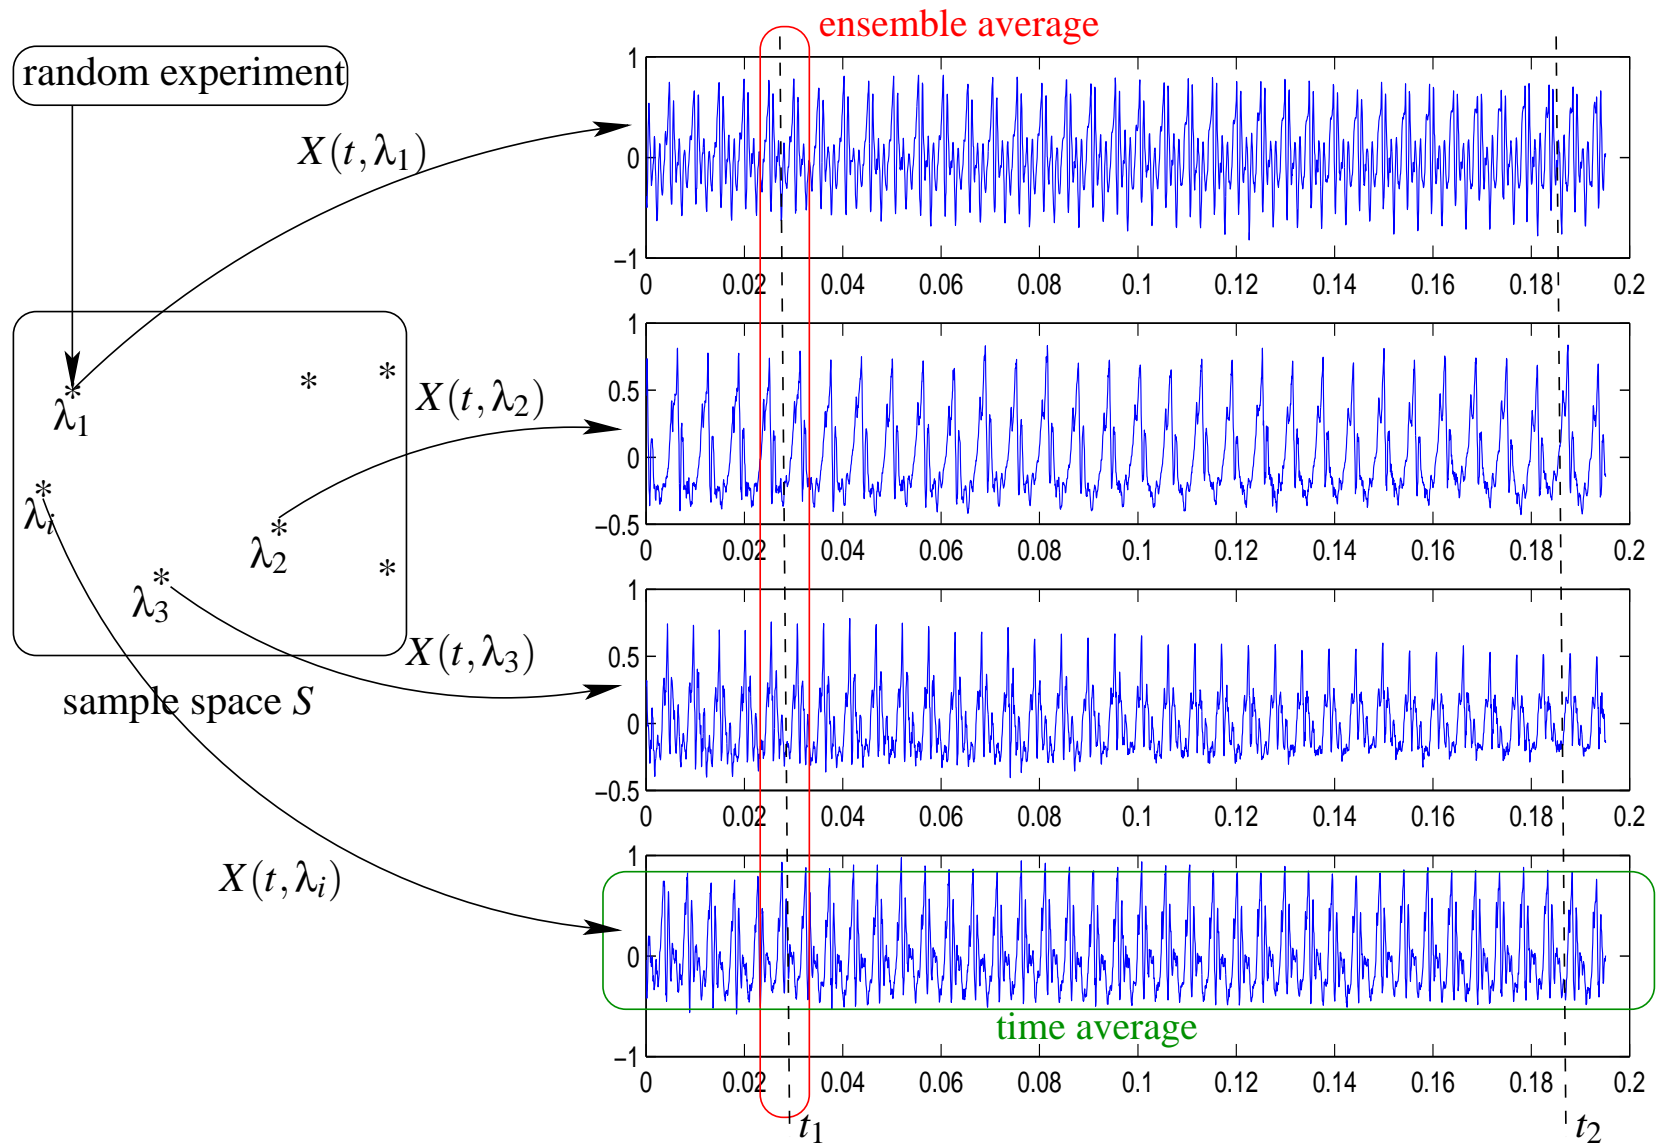 ensemble average
random experiment
X(t,λ1)
1
0
−1
0 0.02 0.04 0.06 0.08 0.1 0.12 0.14 0.16 0.18 0.2
* * *
λ1
X(t,λ2)
1
0.5
0
−0.5
0 0.02 0.04 0.06 0.08 0.1 0.12 0.14 0.16 0.18 0.2
*
λi
*
λ2
*
λ3
*
X(t,λ3)
sample space S
1
0.5
0
−0.5
0 0.02 0.04 0.06 0.08 0.1 0.12 0.14 0.16 0.18 0.2
X(t,λi)
1
0
−1
time average
0 0.02 0.04 0.06 0.08 0.1 0.12 0.14 0.16 0.18 0.2
t1
t2